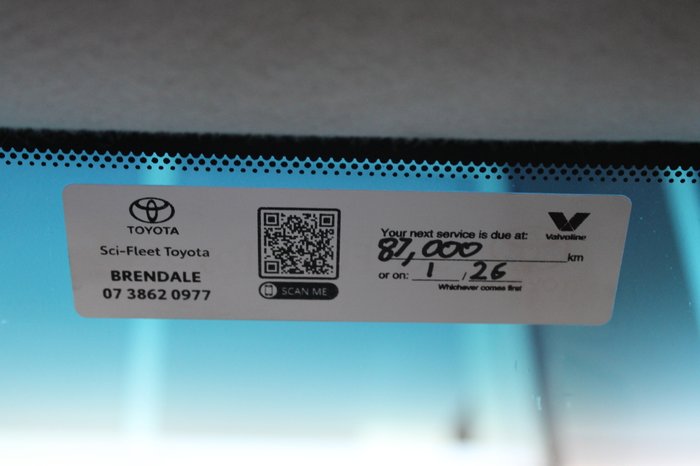 TOYOTA
Sci-Fleet Toyota
BRENDALE
07 3862 0977
SCAN ME
Your next service is due at:
Valvoline
87,000 km
or on: 1 / 26
Whichever comes first